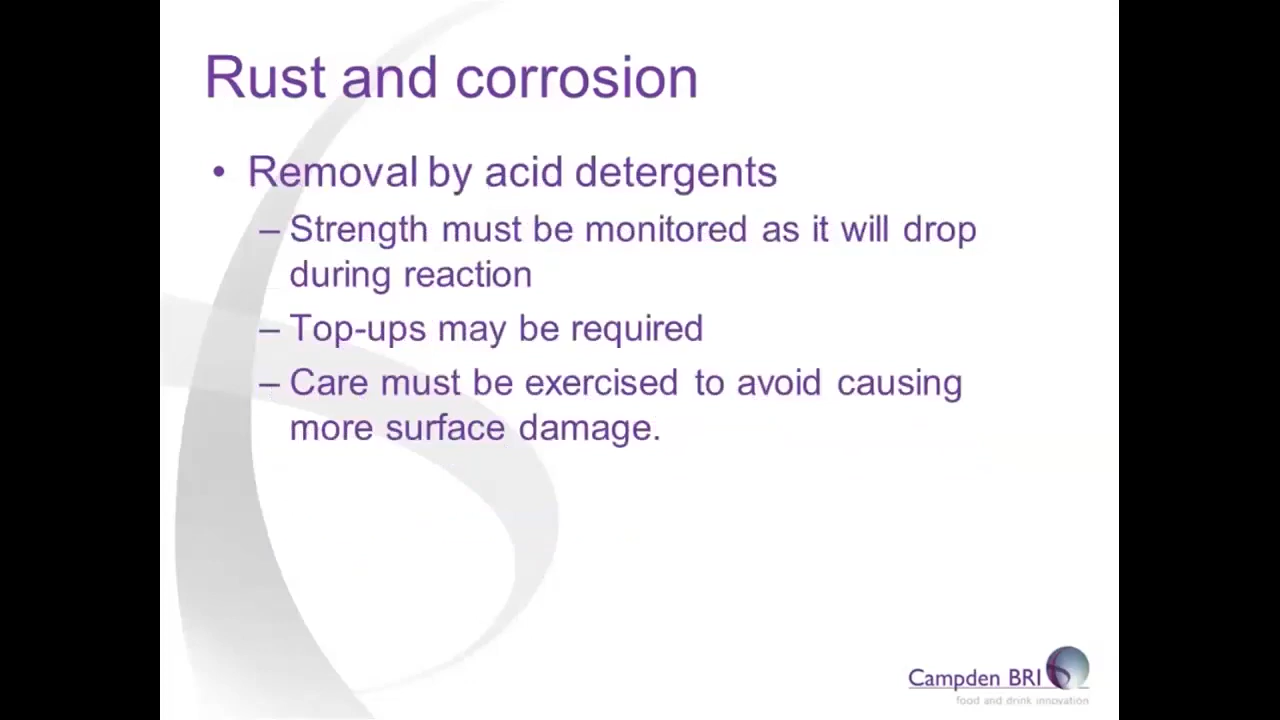 Rust and corrosion
• Removal by acid detergents
– Strength must be monitored as it will drop
during reaction
– Top-ups may be required
– Care must be exercised to avoid causing
more surface damage.
Campden BRI
food and drink innovation